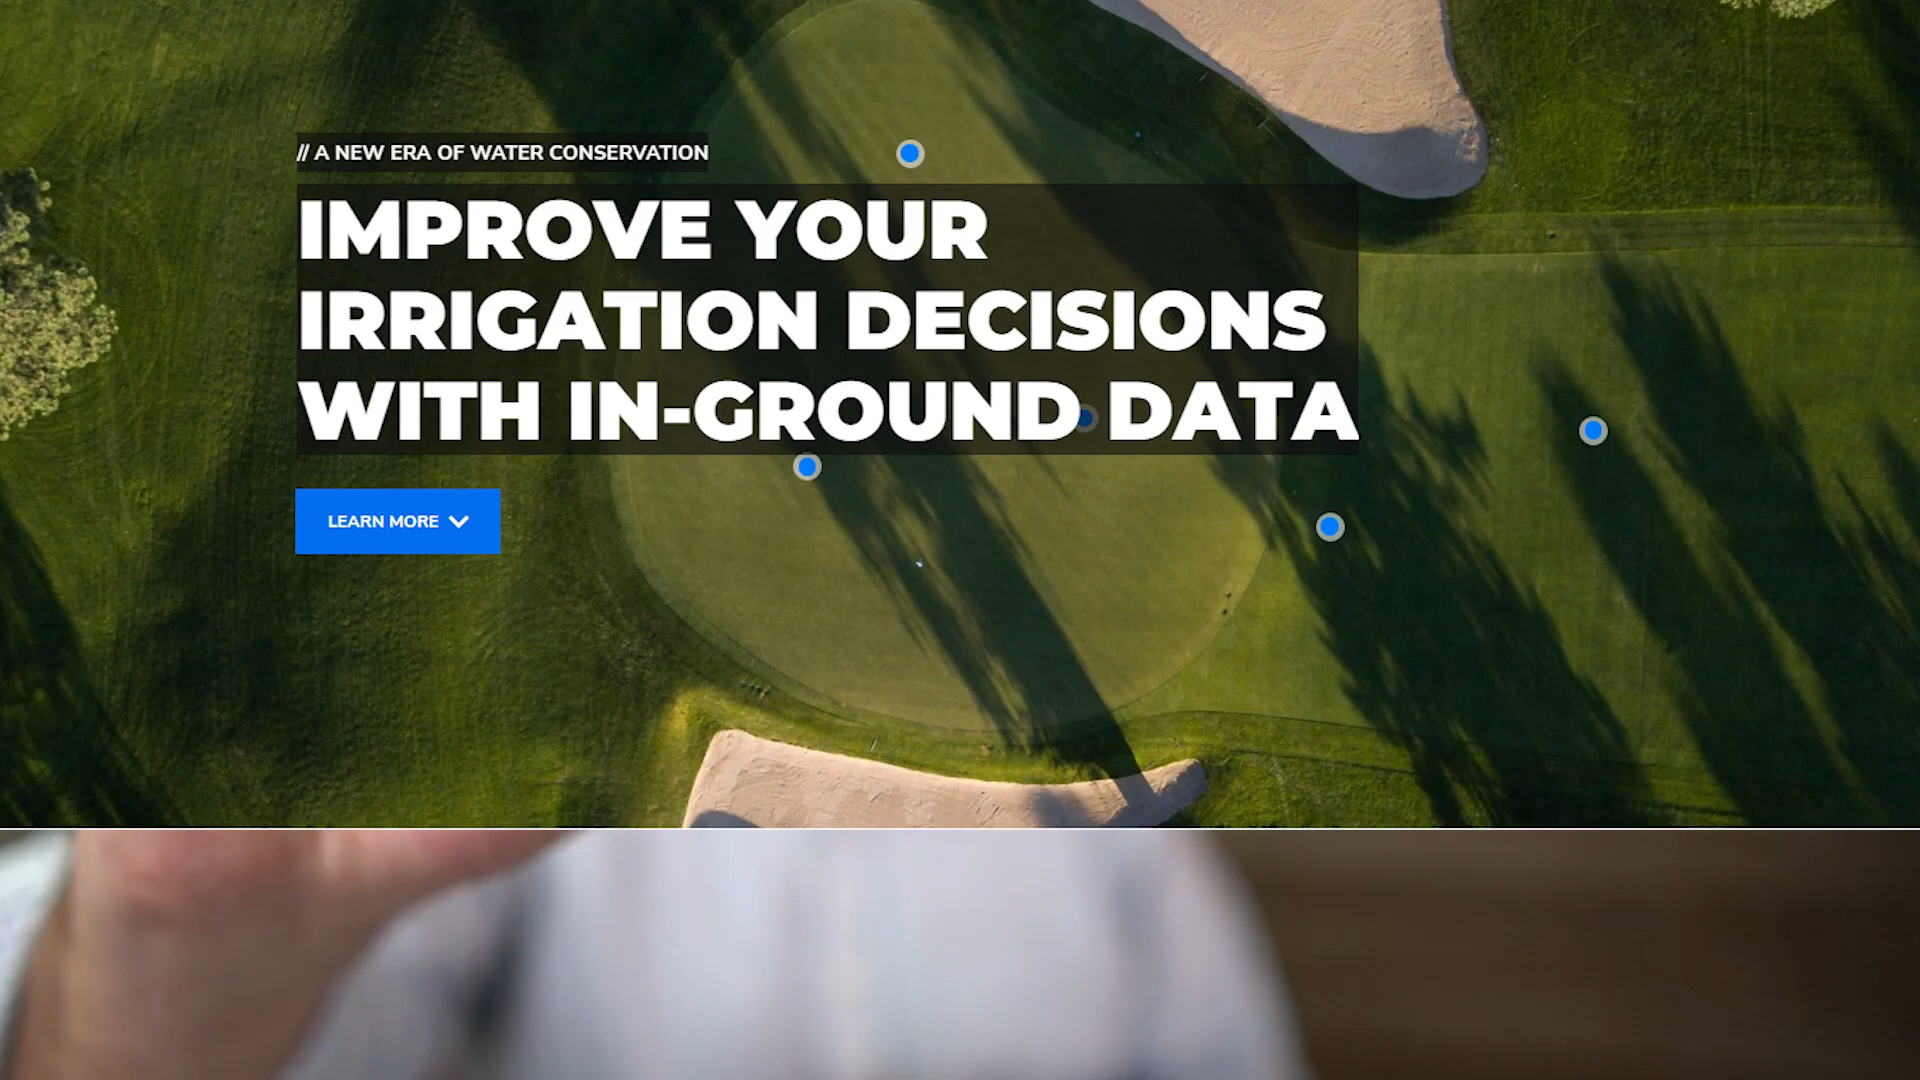 // A NEW ERA OF WATER CONSERVATION
IMPROVE YOUR
IRRIGATION DECISIONS
WITH IN-GROUND DATA
LEARN MORE